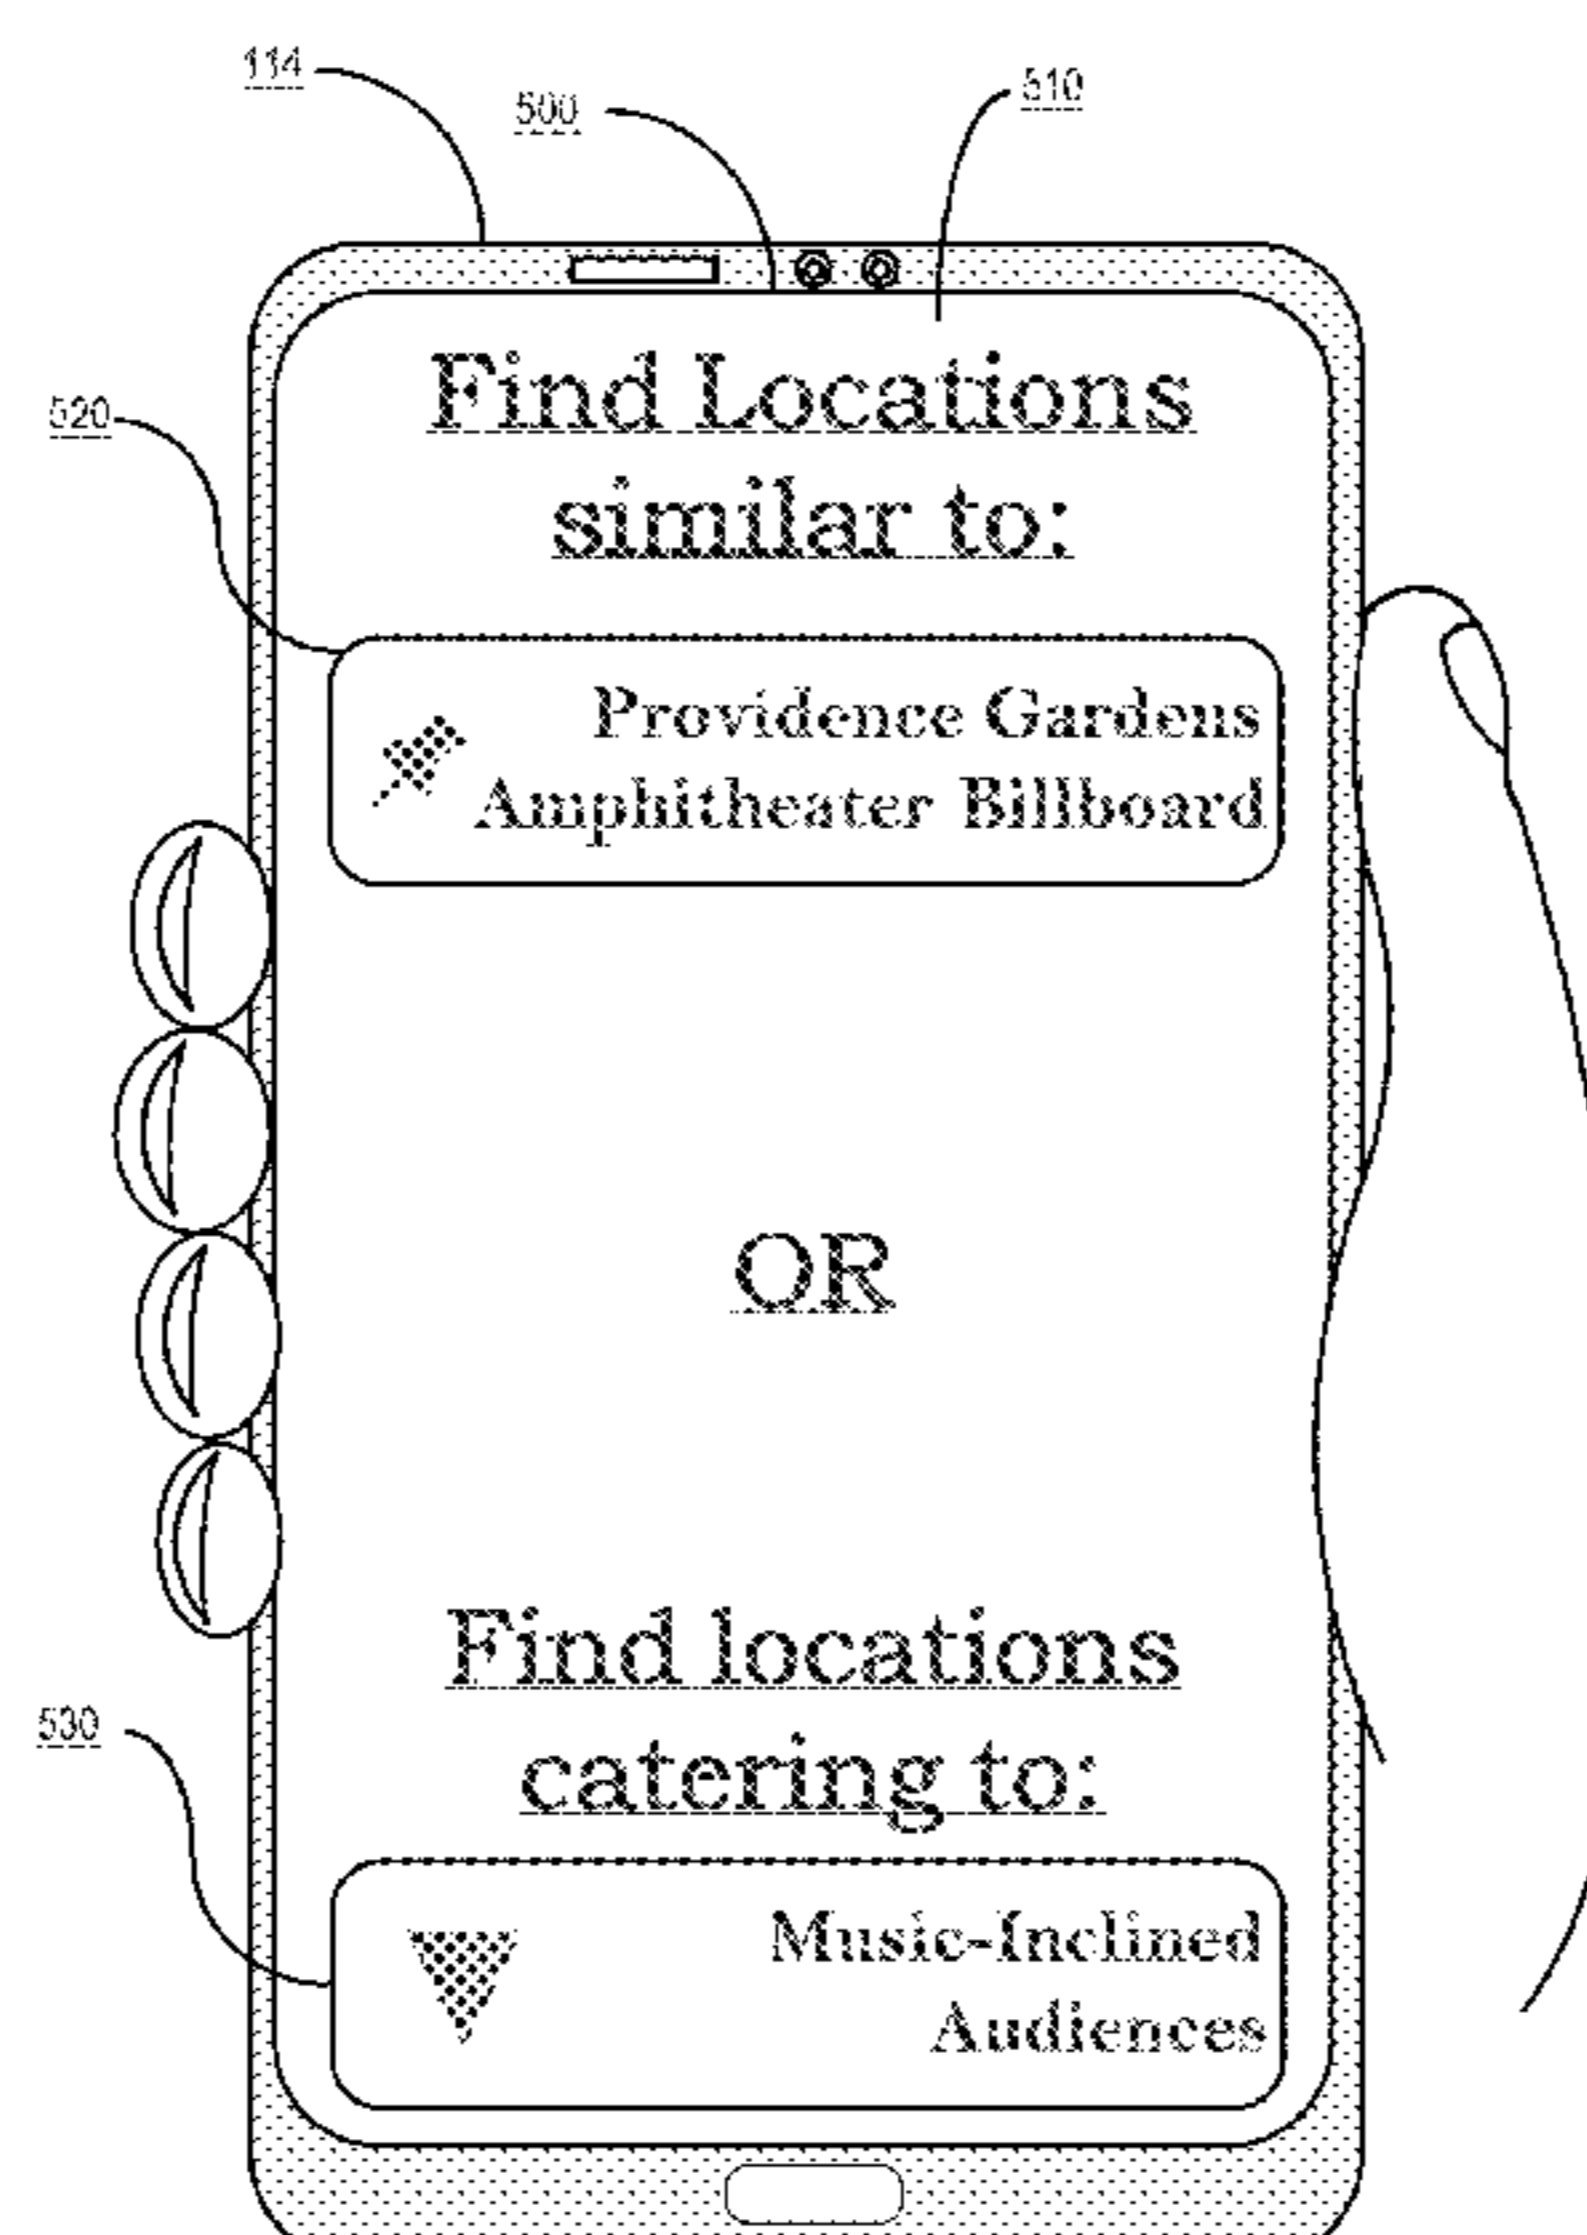 114
500
510
Find Locations
similar to:
520
Providence Gardens
Amphitheater Billboard
OR
Find locations
catering to:
530
Music-Inclined
Audiences